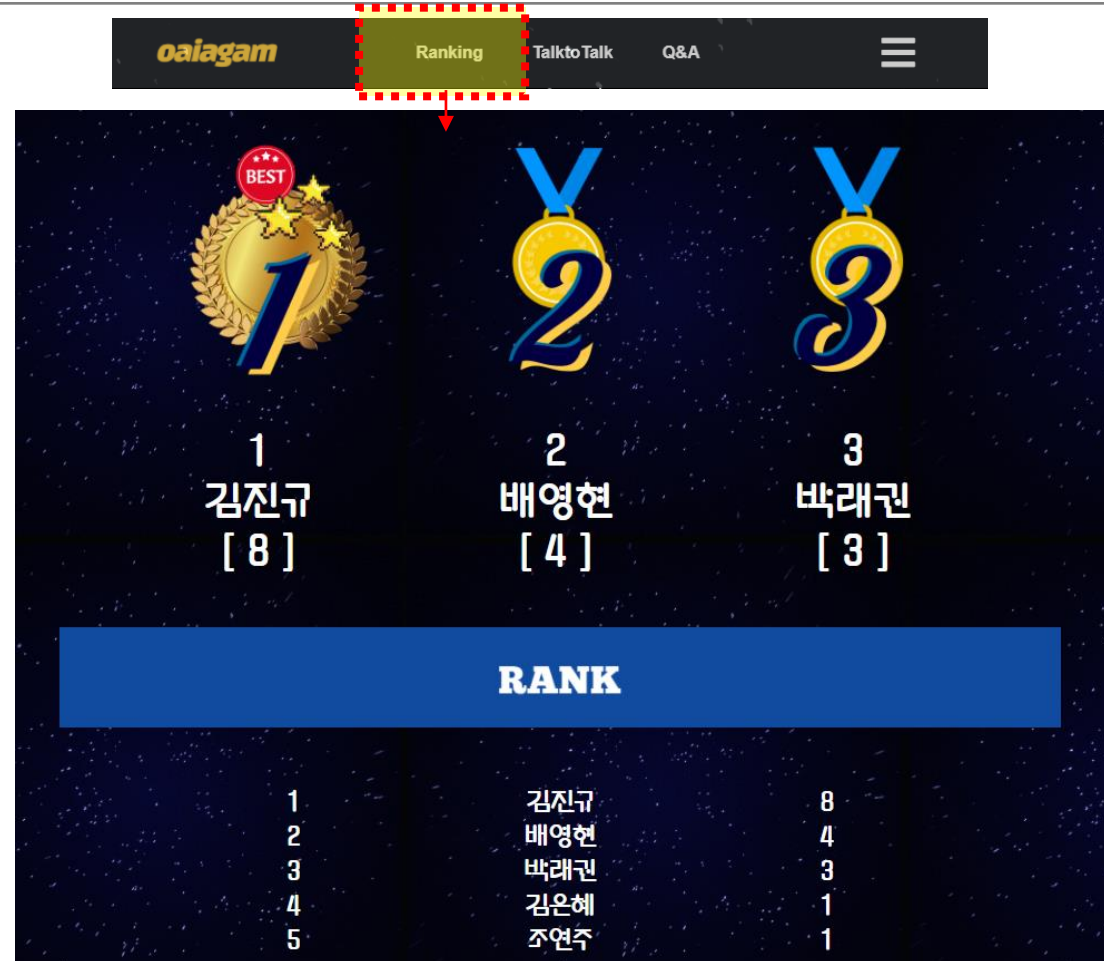 oaiagam Ranking TalktoTalk Q&A
BEST
1 2 3
1 2 3
김진규 배영현 박래권
[ 8 ] [ 4 ] [ 3 ]
RANK
1 김진규 8
2 배영현 4
3 박래권 3
4 김은혜 1
5 조연주 1